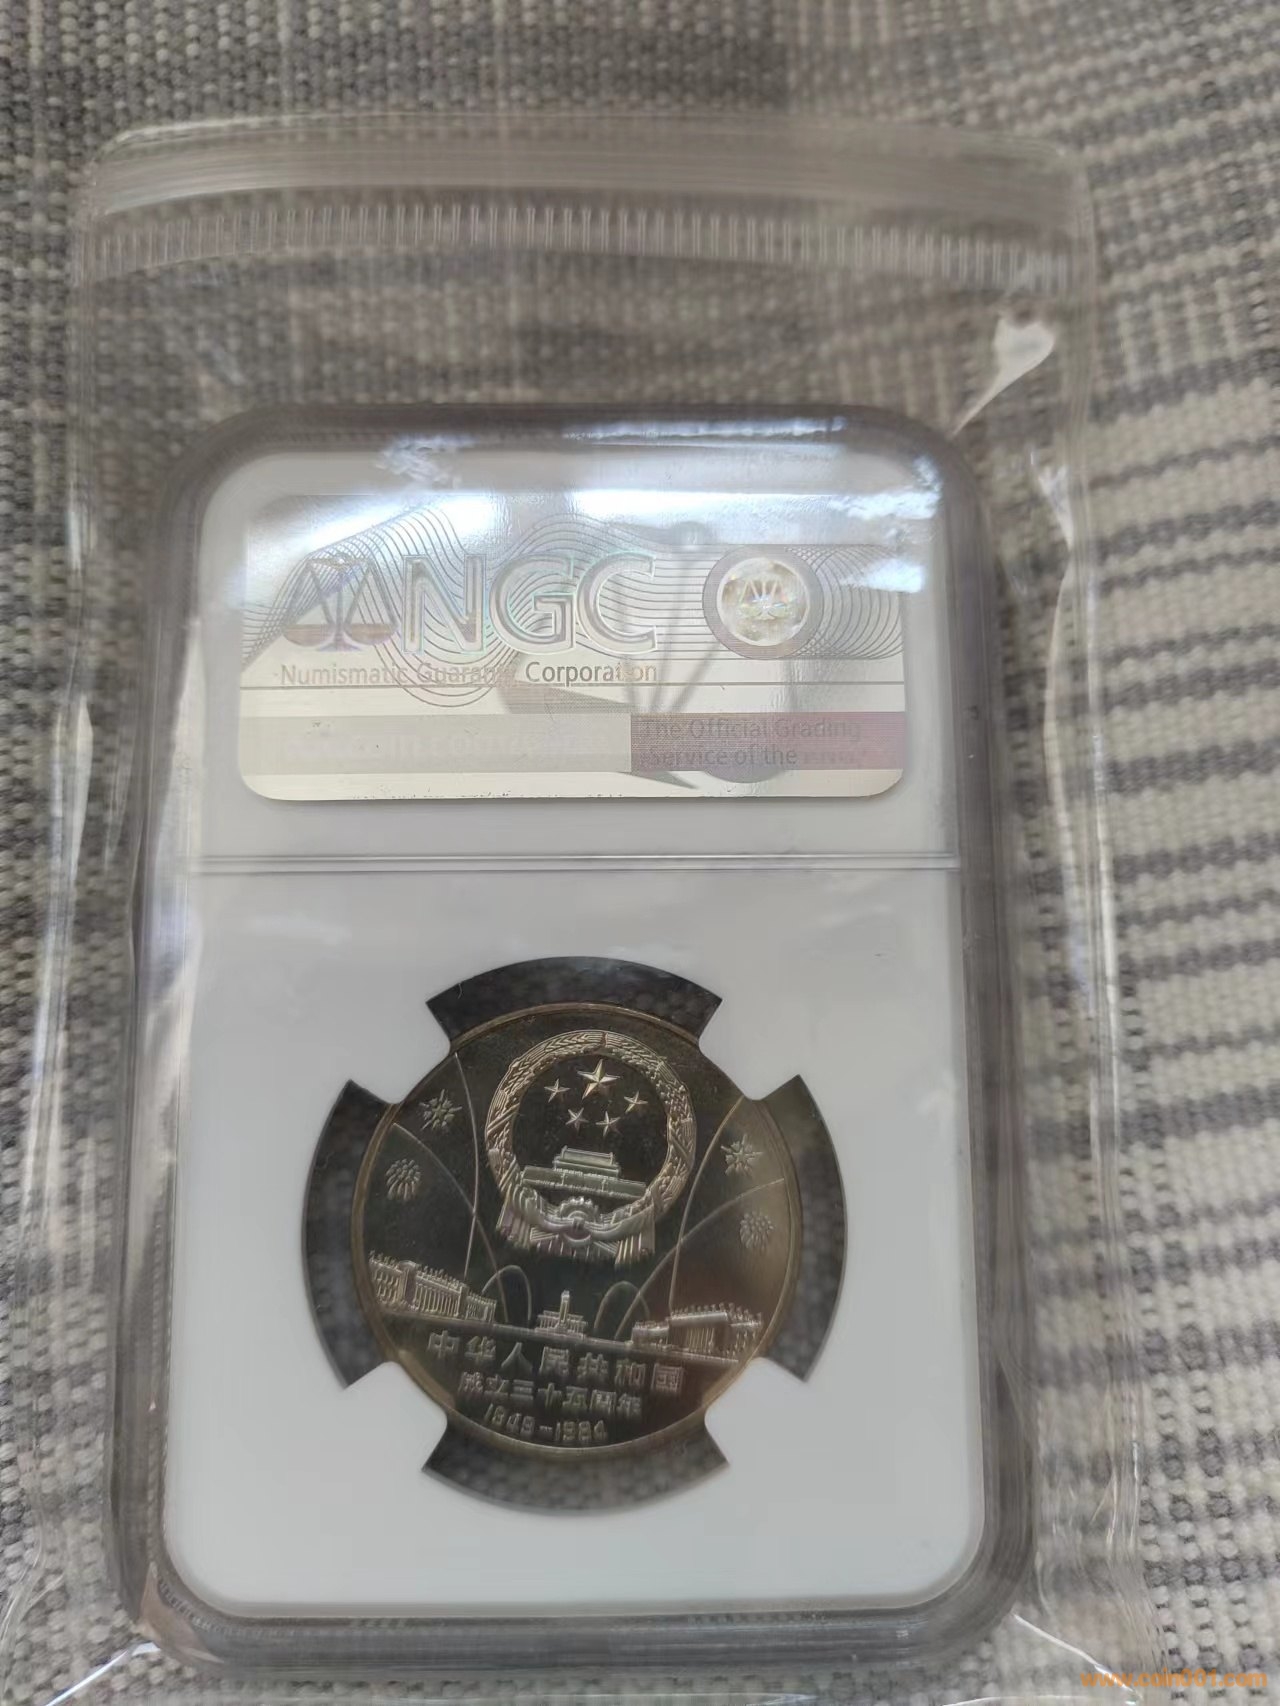 NGC
Numismatic Guaranty Corporation
The Official Grading
Service of the
中华人民共和国
成立三十五周年
1949-1984
www.zain001.com